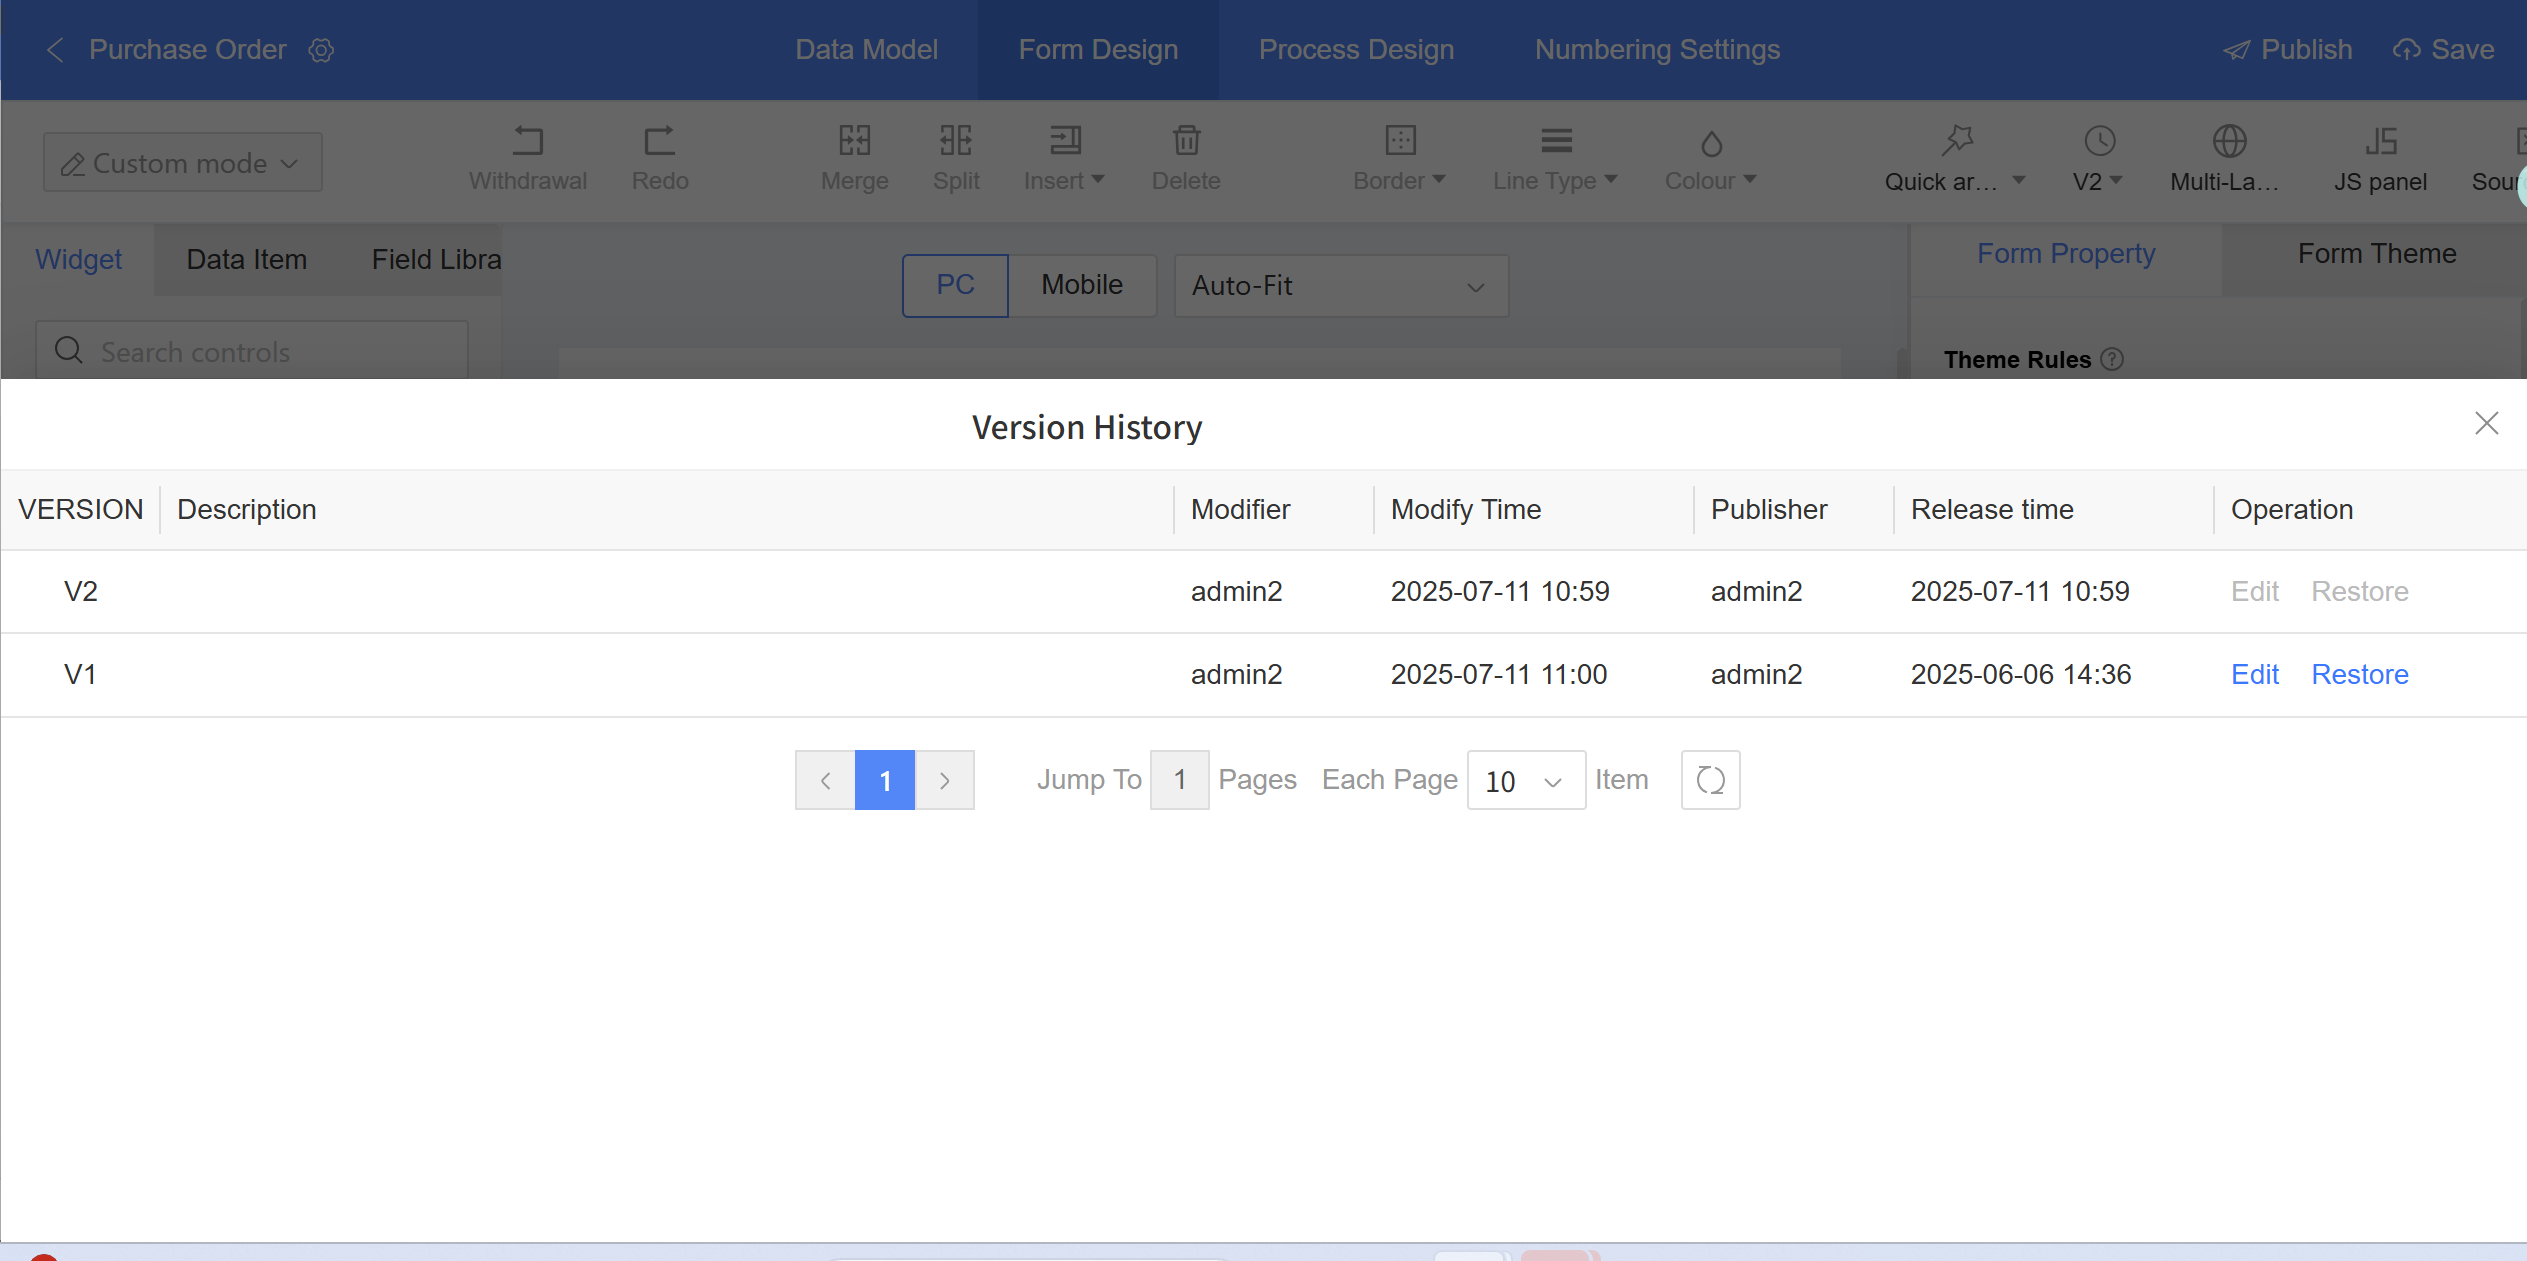 Purchase Order
Data Model
Form Design
Process Design
Numbering Settings
Publish
Save
Custom mode
Withdrawal
Redo
Merge
Split
Insert
Delete
Border
Line Type
Colour
Quick ar...
V2
Multi-La...
JS panel
Sour
Widget
Data Item
Field Libra
PC
Mobile
Auto-Fit
Form Property
Form Theme
Search controls
Theme Rules
Version History
VERSION Description Modifier Modify Time Publisher Release time Operation
V2 admin2 2025-07-11 10:59 admin2 2025-07-11 10:59 Edit Restore
V1 admin2 2025-07-11 11:00 admin2 2025-06-06 14:36 Edit Restore
1 Jump To 1 Pages Each Page 10 Item